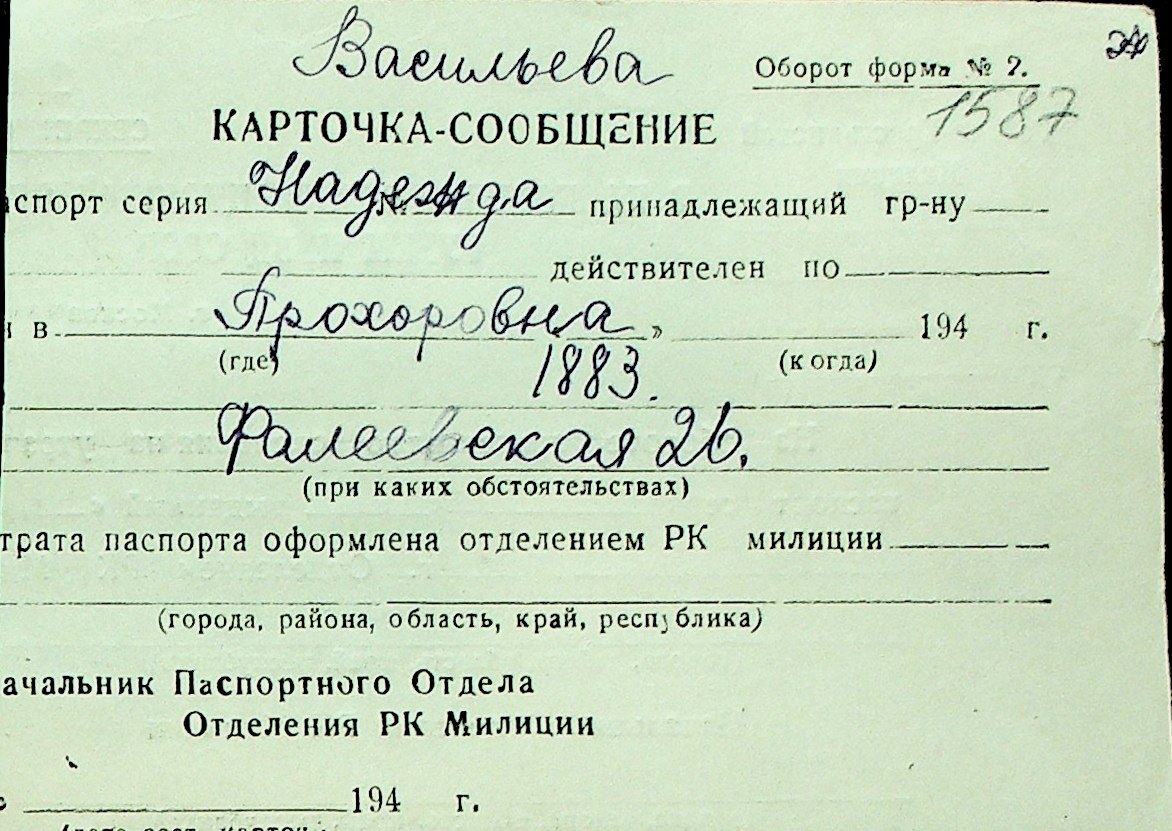 Васильева
Оборот форма № 2.
1587
КАРТОЧКА-СООБЩЕНИЕ
Надежда
аспорт серия № принадлежащий гр-ну
действителен по
Прохоровна
в « » 194 г.
(где) (когда)
1883.
Фалеевская 26.
(при каких обстоятельствах)
трата паспорта оформлена отделением РК милиции
(города, района, область, край, республика)
ачальник Паспортного Отдела
Отделения РК Милиции
194 г.